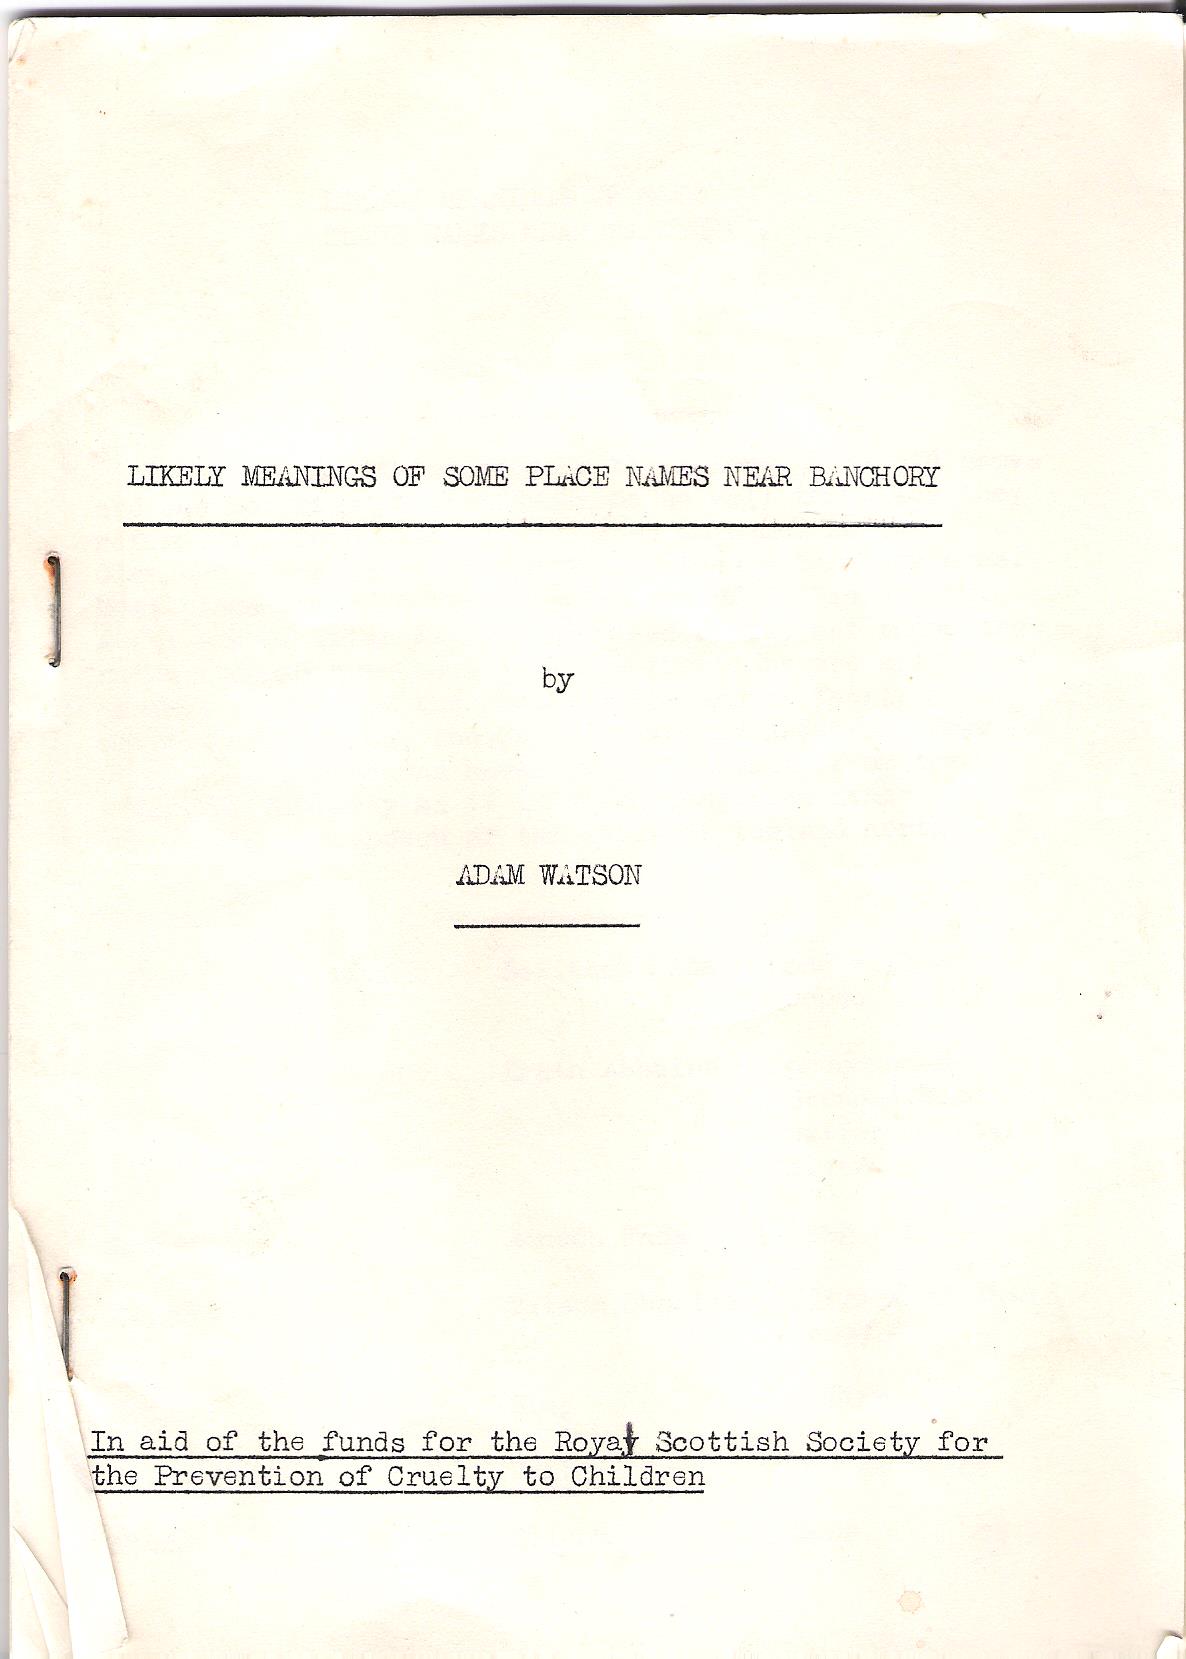 LIKELY MEANINGS OF SOME PLACE NAMES NEAR BANCHORY
by
ADAM WATSON
In aid of the funds for the Royal Scottish Society for
the Prevention of Cruelty to Children